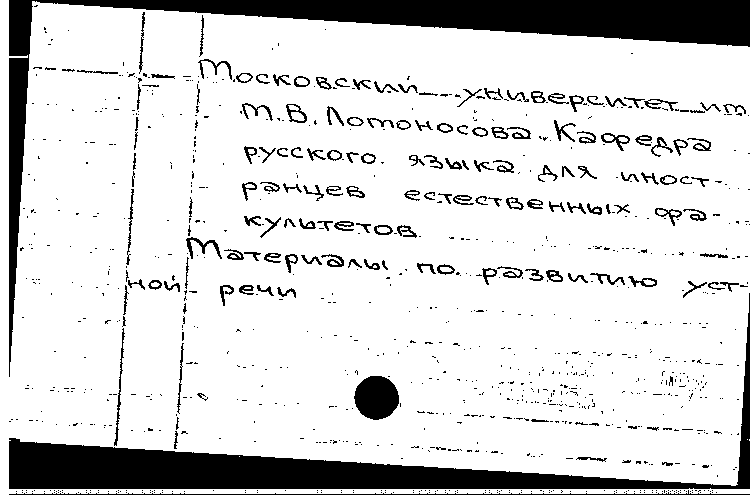 Московский университет им.
М.В. Ломоносова. Кафедра
русского языка для иност-
ранцев естественных фа-
культетов
Материалы по развитию уст-
ной речи